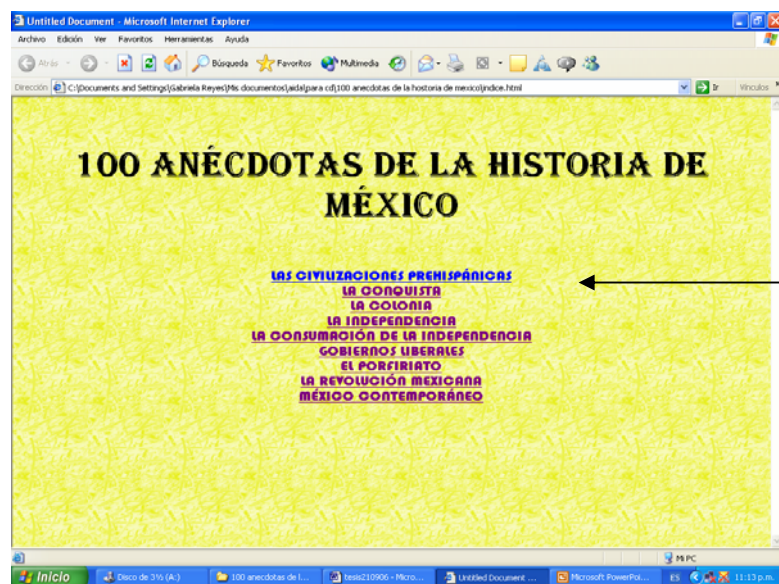 Untitled Document - Microsoft Internet Explorer
Archivo Edición Ver Favoritos Herramientas Ayuda
Atrás Búsqueda Favoritos Multimedia
Dirección C:\Documents and Settings\Gabriela Reyes\Mis documentos\aida\para cd\100 anecdotas de la hostoria de mexico\indice.html Ir Vínculos
100 ANÉCDOTAS DE LA HISTORIA DE
MÉXICO
LAS CIVILIZACIONES PREHISPÁNICAS
LA CONQUISTA
LA COLONIA
LA INDEPENDENCIA
LA CONSUMACIÓN DE LA INDEPENDENCIA
GOBIERNOS LIBERALES
EL PORFIRIATO
LA REVOLUCIÓN MEXICANA
MÉXICO CONTEMPORÁNEO
Mi PC
Inicio Disco de 3½ (A:) 100 anecdotas de l... tesis210906 - Micro... Untitled Document ... Microsoft PowerPoi... ES 11:13 p.m.